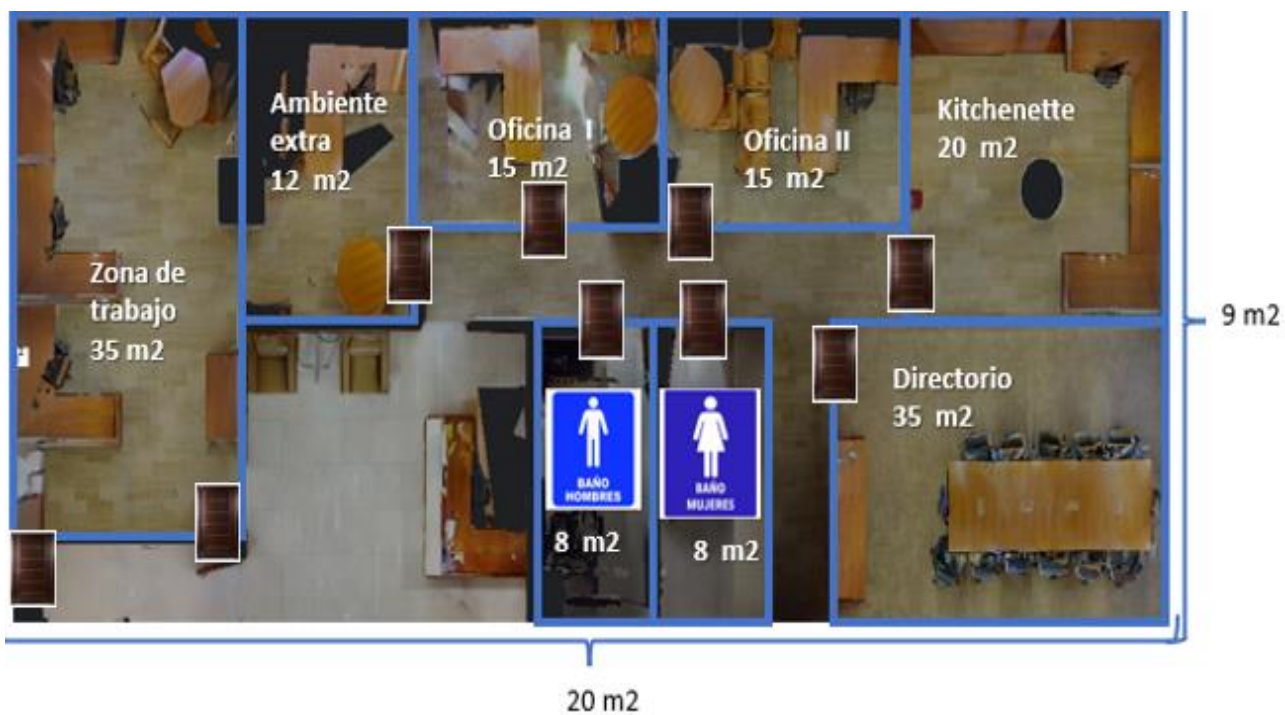 Ambiente
extra
12 m2
Oficina I
15 m2
Oficina II
15 m2
Kitchenette
20 m2
Zona de
trabajo
35 m2
9 m2
Directorio
35 m2
BAÑO
HOMBRES
8 m2
BAÑO
MUJERES
8 m2
20 m2